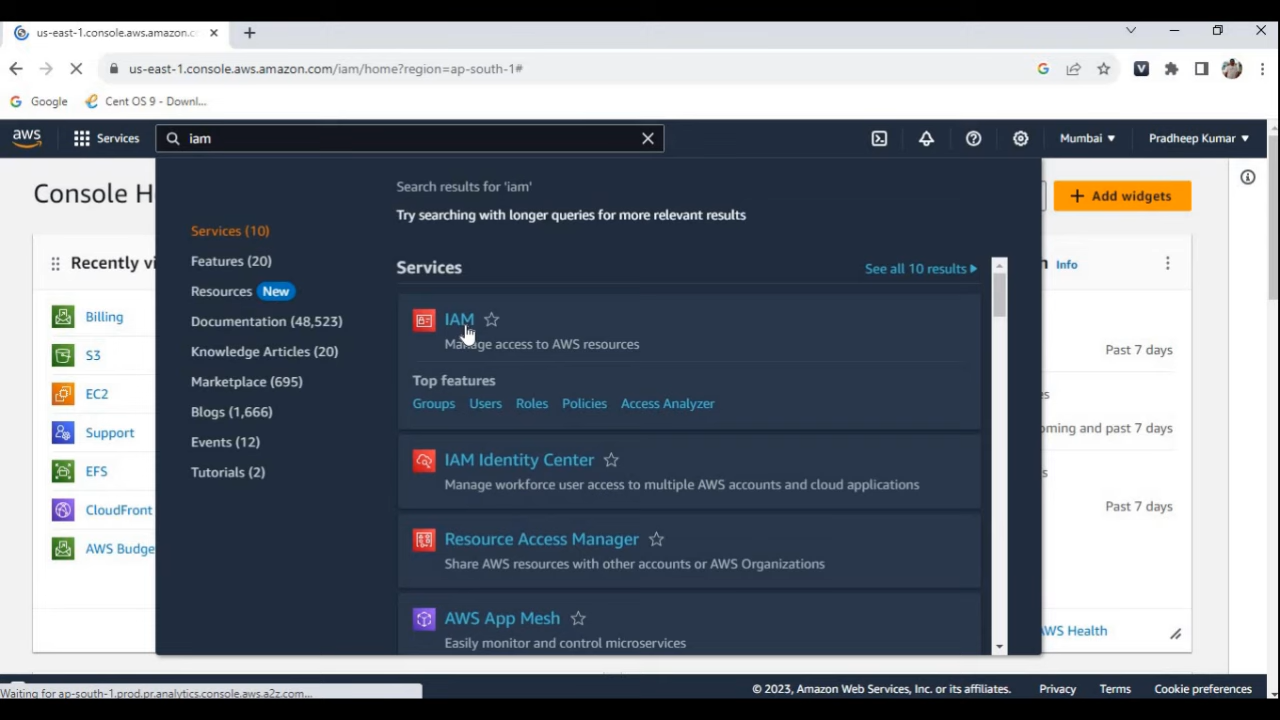 us-east-1.console.aws.amazon.c
us-east-1.console.aws.amazon.com/iam/home?region=ap-south-1#
Google
Cent OS 9 - Downl...
aws
Services
iam
Mumbai
Pradheep Kumar
Console H
Add widgets
Search results for 'iam'
Try searching with longer queries for more relevant results
Services (10)
Features (20)
Resources New
Documentation (48,523)
Knowledge Articles (20)
Marketplace (695)
Blogs (1,666)
Events (12)
Tutorials (2)
Services
See all 10 results
IAM
Manage access to AWS resources
Top features
Groups Users Roles Policies Access Analyzer
IAM Identity Center
Manage workforce user access to multiple AWS accounts and cloud applications
Resource Access Manager
Share AWS resources with other accounts or AWS Organizations
AWS App Mesh
Easily monitor and control microservices
Recently vi
Billing
S3
EC2
Support
EFS
CloudFront
AWS Budge
Info
Past 7 days
oming and past 7 days
Past 7 days
AWS Health
Waiting for ap-south-1.prod.pr.analytics.console.aws.a2z.com...
© 2023, Amazon Web Services, Inc. or its affiliates.
Privacy
Terms
Cookie preferences